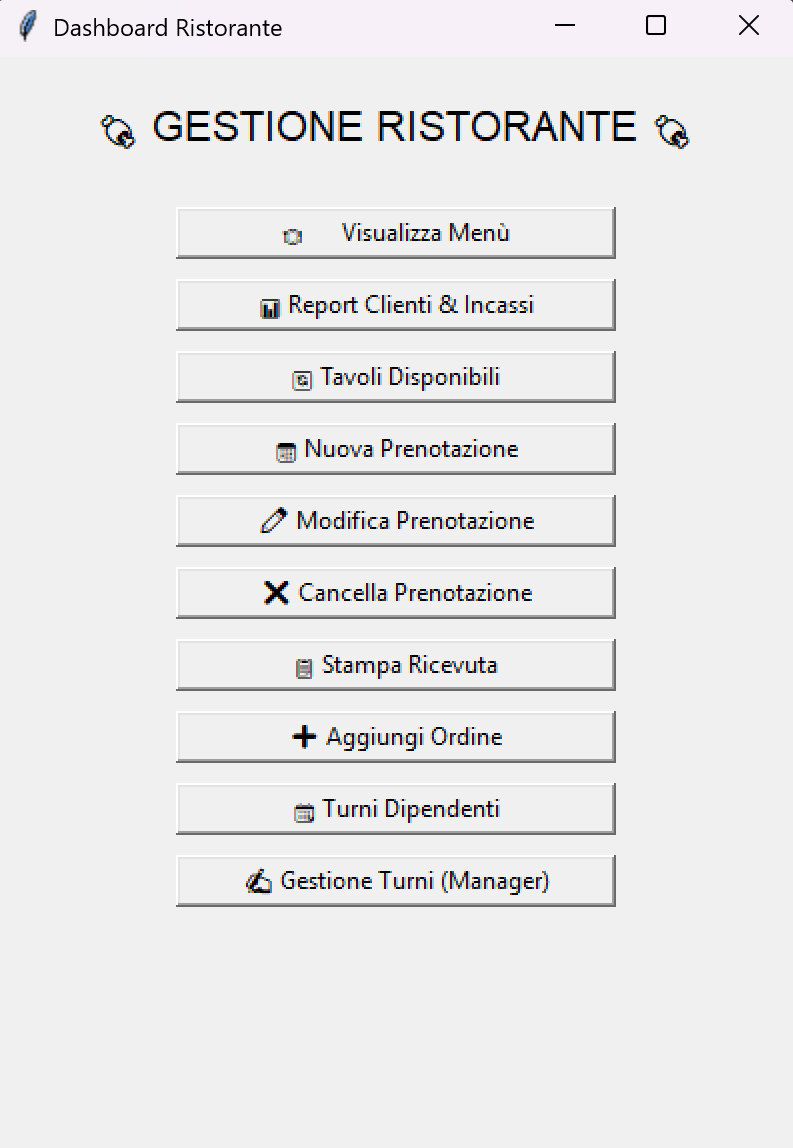 Dashboard Ristorante
GESTIONE RISTORANTE
Visualizza Menù
Report Clienti & Incassi
Tavoli Disponibili
Nuova Prenotazione
Modifica Prenotazione
Cancella Prenotazione
Stampa Ricevuta
Aggiungi Ordine
Turni Dipendenti
Gestione Turni (Manager)